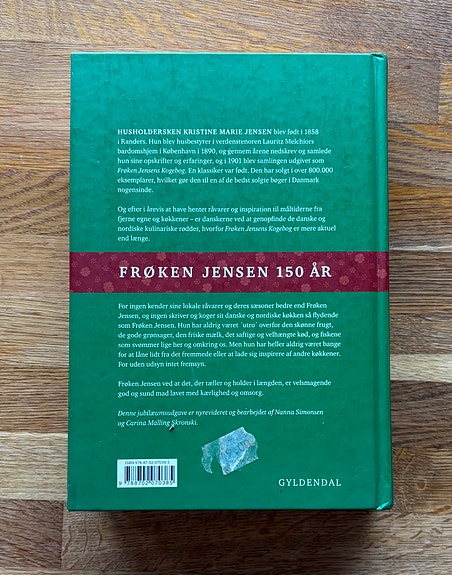 HUSHOLDERSKEN KRISTINE MARIE JENSEN blev født i 1858
i Randers. Hun blev husbestyrer i verdenstenoren Lauritz Melchiors
bardomshjem i København i 1890, og gennem årene nedskrev og samlede
hun sine opskrifter og erfaringer, og i 1901 blev samlingen udgivet som
Frøken Jensens Kogebog. En klassiker var født. Den har solgt i over 800.000
eksemplarer, hvilket gør den til en af de bedst solgte bøger i Danmark
nogensinde.
Og efter i årevis at have hentet råvarer og inspiration til måltiderne fra
fjerne egne og køkkener – er danskerne ved at genopfinde de danske og
nordiske kulinariske rødder, hvorfor Frøken Jensens Kogebog er mere aktuel
end længe.
FRØKEN JENSEN 150 ÅR
For ingen kender sine lokale råvarer og deres sæsoner bedre end Frøken
Jensen, og ingen skriver og koger sit danske og nordiske køkken så flydende
som Frøken Jensen. Hun har aldrig været ´utro´ overfor den skønne frugt,
de gode grønsager, den friske mælk, det saftige og velhængte kød, og fiskene
som svømmer lige her og omkring os. Men hun har heller aldrig været bange
for at låne lidt fra det fremmede eller at lade sig inspirere af andre køkkener.
For uden udsyn intet fremsyn.
Frøken Jensen ved at det, der tæller og holder i længden, er velsmagende
god og sund mad lavet med kærlighed og omsorg.
Denne jubilæumsudgave er nyrevideret og bearbejdet af Nanna Simonsen
og Carina Malling Skronski.
ISBN 978-87-02-07038-5
9788702070385
GYLDENDAL